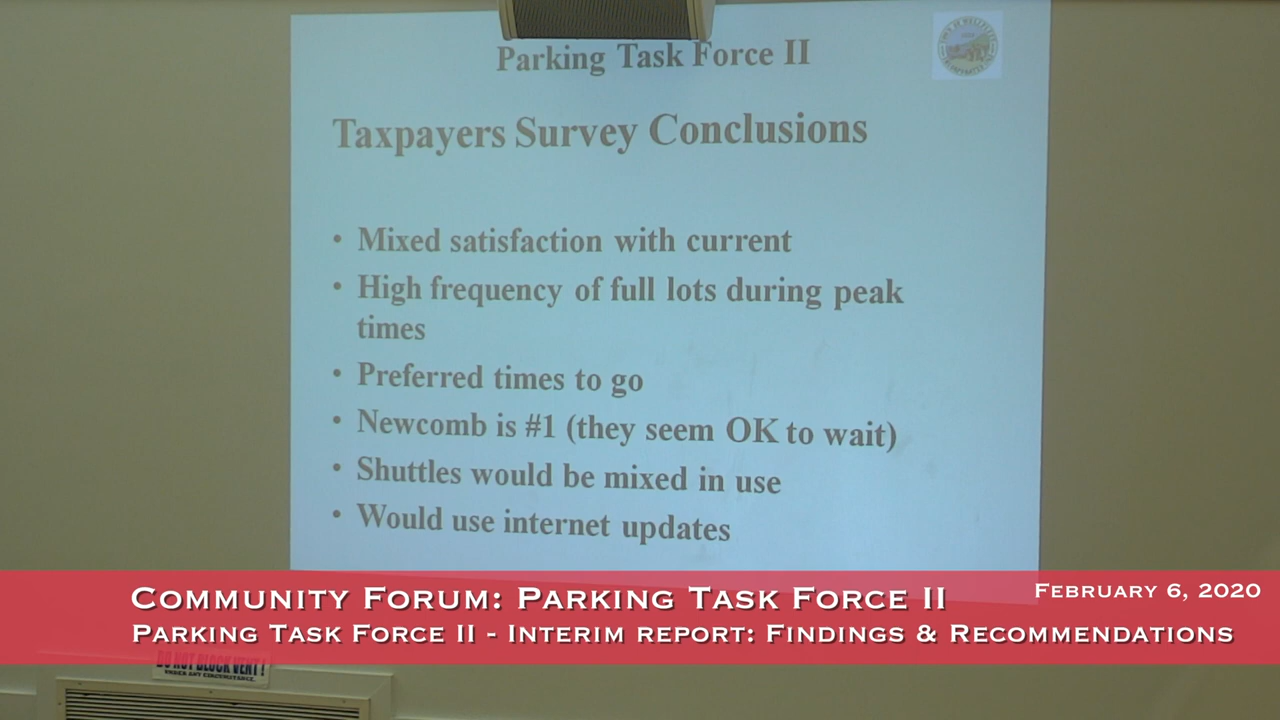 Parking Task Force II
Taxpayers Survey Conclusions
• Mixed satisfaction with current
• High frequency of full lots during peak
times
• Preferred times to go
• Newcomb is #1 (they seem OK to wait)
• Shuttles would be mixed in use
• Would use internet updates
Community Forum: Parking Task Force II
February 6, 2020
Parking Task Force II - Interim report: Findings & Recommendations
DO NOT BLOCK VENT!
UNDER ANY CIRCUMSTANCE.